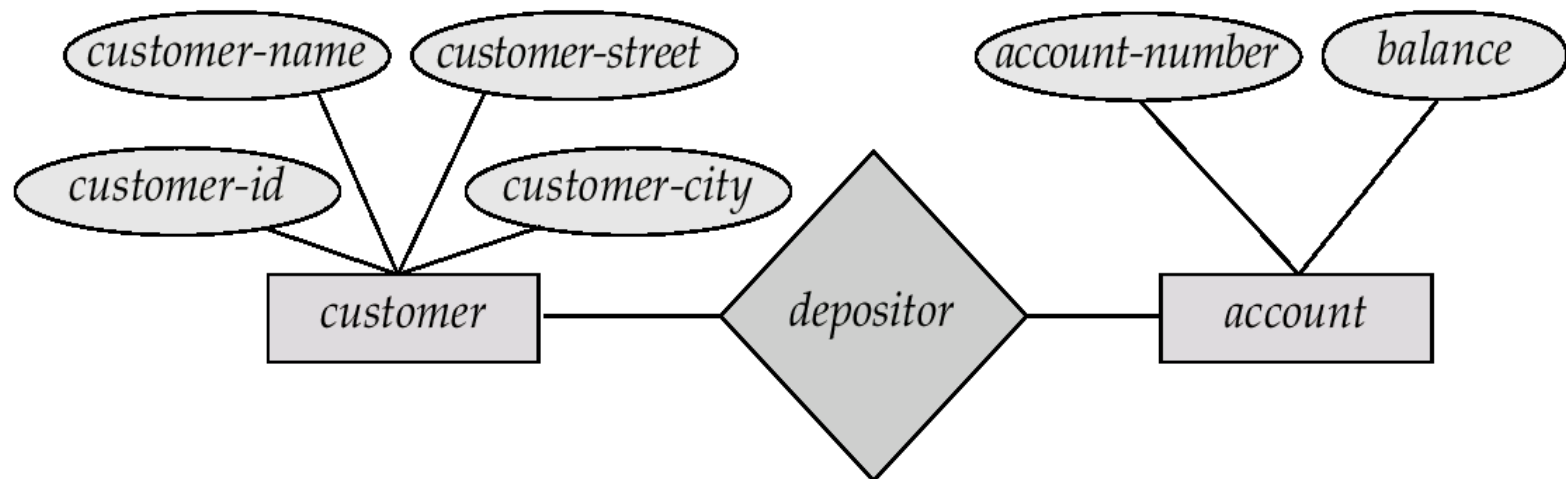 customer-name
customer-street
account-number
balance
customer-id
customer-city
customer
depositor
account